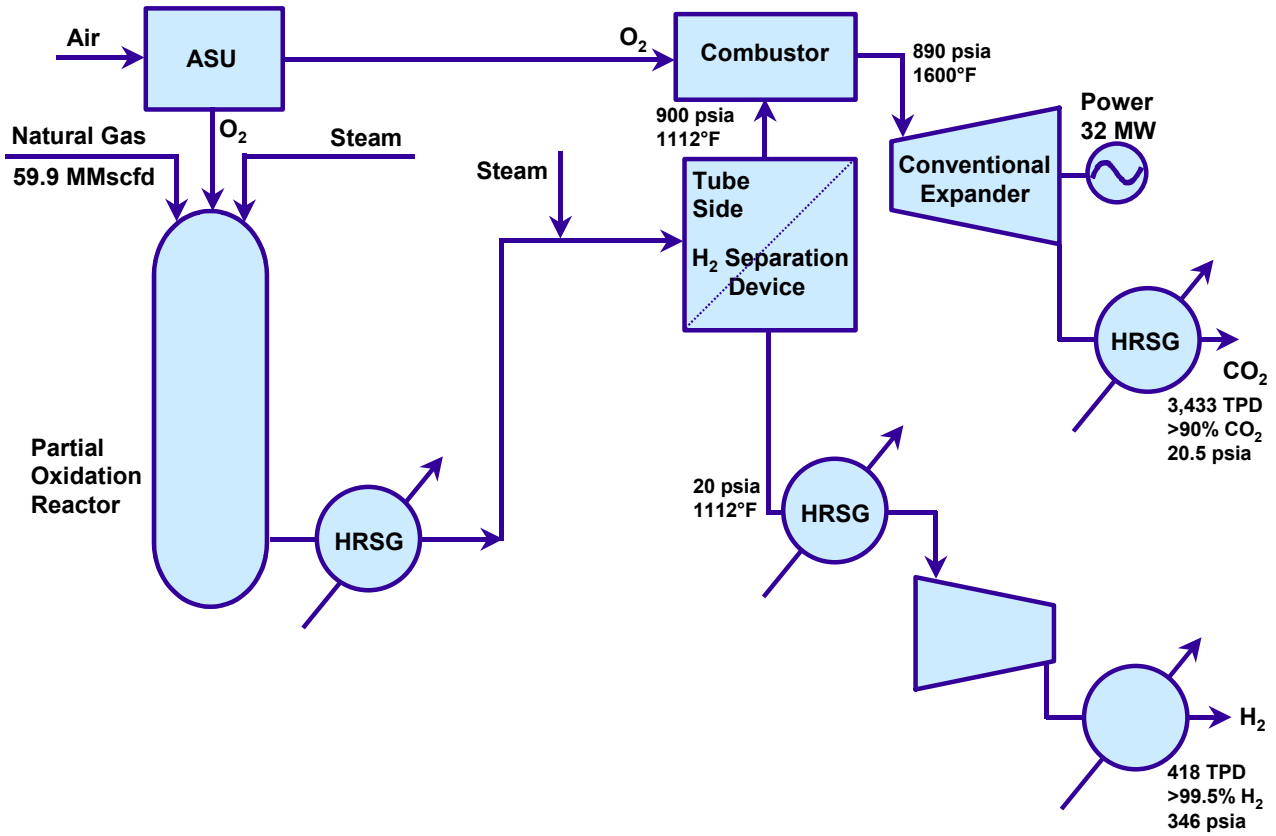 Air
ASU
O₂
Combustor
890 psia
1600°F
Power
32 MW
900 psia
1112°F
Natural Gas
59.9 MMscfd
O₂
Steam
Steam
Tube
Side
H₂ Separation
Device
Conventional
Expander
HRSG
CO₂
3,433 TPD
>90% CO₂
20.5 psia
Partial
Oxidation
Reactor
HRSG
20 psia
1112°F
HRSG
H₂
418 TPD
>99.5% H₂
346 psia